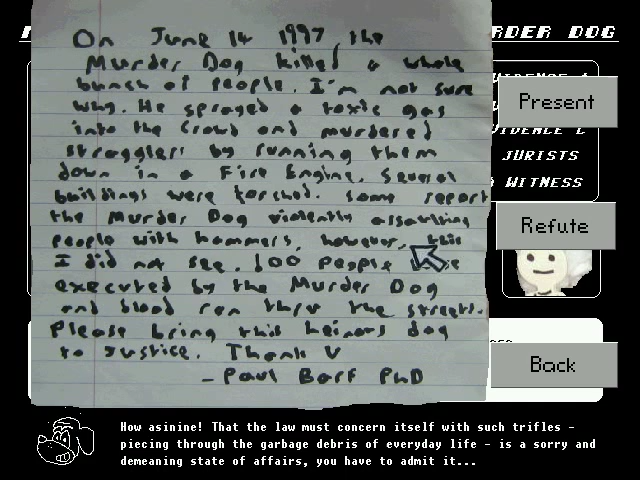 RDER DOG
On June 14 1997, the
Murder Dog killed a whole
bunch of people. I'm not sure
why. He sprayed a toxic gas
into the crowd and murdered
stragglers by running them
down in a Fire Engine. Several
buildings were torched. Some report
the Murder Dog violently assaulting
people with hammers, however, this
I did not see. 100 people
executed by the Murder Dog
and blood ran thru the streets.
Please bring this heinous dog
to Justice. Thank U
- Paul Barf PhD
VIDENCE C
JURISTS
WITNESS
Present
Refute
Back
How asinine! That the law must concern itself with such trifles -
piecing through the garbage debris of everyday life - is a sorry and
demeaning state of affairs, you have to admit it...